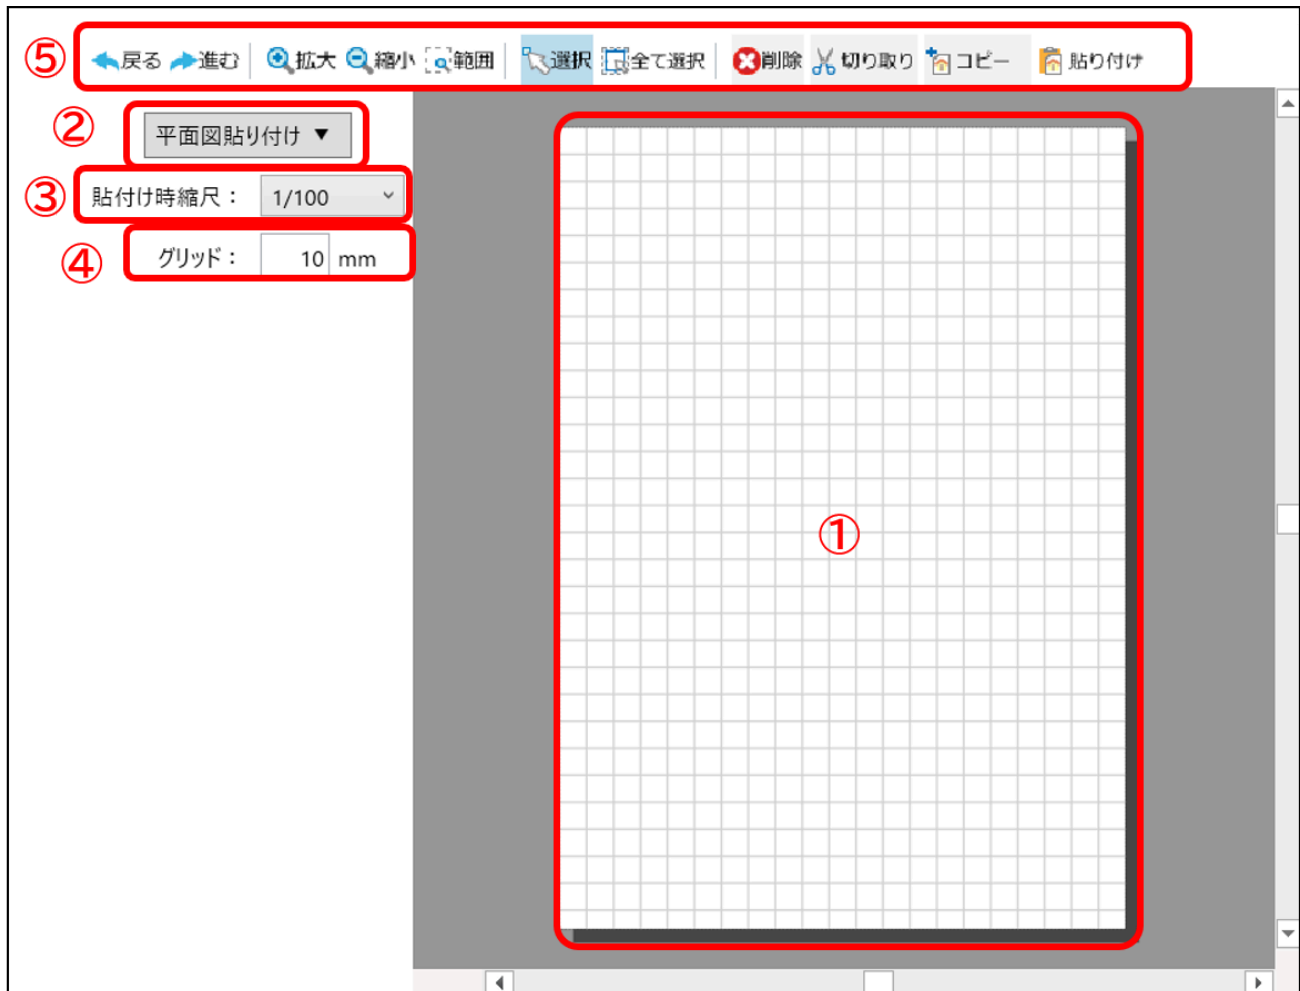 ⑤ 戻る 進む 拡大 縮小 範囲 選択 全て選択 削除 切り取り コピー 貼り付け
② 平面図貼り付け ▼
③ 貼付け時縮尺： 1/100
④ グリッド： 10 mm
①